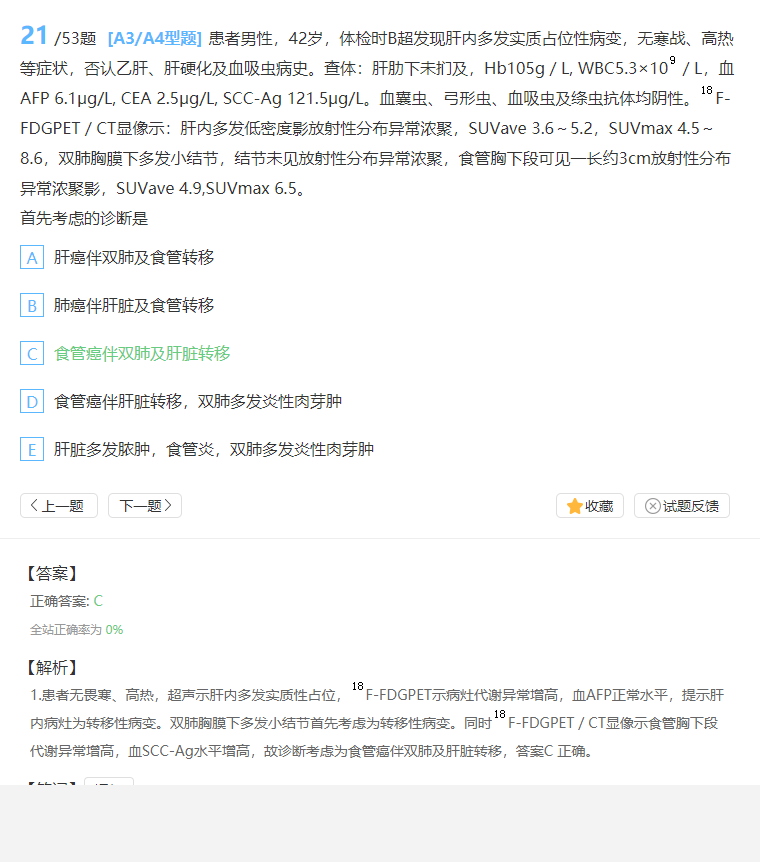 21 /53题 [A3/A4型题] 患者男性，42岁，体检时B超发现肝内多发实质占位性病变，无寒战、高热
等症状，否认乙肝、肝硬化及血吸虫病史。查体：肝肋下未扪及，Hb105g / L, WBC5.3×10⁹ / L，血
AFP 6.1μg/L, CEA 2.5μg/L, SCC-Ag 121.5μg/L。血囊虫、弓形虫、血吸虫及绦虫抗体均阴性。¹⁸F-
FDGPET / CT显像示：肝内多发低密度影放射性分布异常浓聚，SUVave 3.6～5.2，SUVmax 4.5～
8.6，双肺胸膜下多发小结节，结节未见放射性分布异常浓聚，食管胸下段可见一长约3cm放射性分布
异常浓聚影，SUVave 4.9,SUVmax 6.5。
首先考虑的诊断是
A 肝癌伴双肺及食管转移
B 肺癌伴肝脏及食管转移
C 食管癌伴双肺及肝脏转移
D 食管癌伴肝脏转移，双肺多发炎性肉芽肿
E 肝脏多发脓肿，食管炎，双肺多发炎性肉芽肿
上一题 下一题 收藏 试题反馈
【答案】
正确答案: C
全站正确率为 0%
【解析】
1.患者无畏寒、高热，超声示肝内多发实质性占位，¹⁸F-FDGPET示病灶代谢异常增高，血AFP正常水平，提示肝
内病灶为转移性病变。双肺胸膜下多发小结节首先考虑为转移性病变。同时¹⁸F-FDGPET / CT显像示食管胸下段
代谢异常增高，血SCC-Ag水平增高，故诊断考虑为食管癌伴双肺及肝脏转移，答案C 正确。